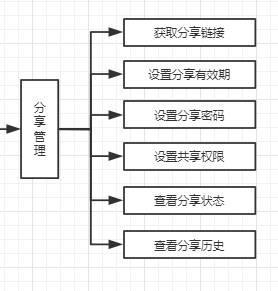 分享管理
获取分享链接
设置分享有效期
设置分享密码
设置共享权限
查看分享状态
查看分享历史